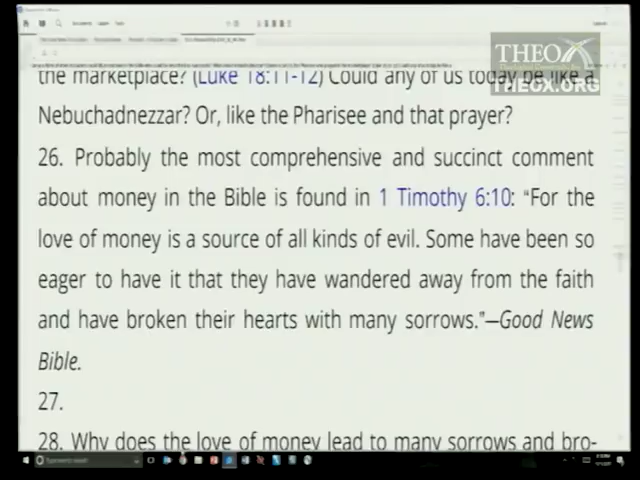 THEOX
THEOX.ORG
the marketplace? (Luke 18:11-12) Could any of us today be like a
Nebuchadnezzar? Or, like the Pharisee and that prayer?
26. Probably the most comprehensive and succinct comment
about money in the Bible is found in 1 Timothy 6:10: “For the
love of money is a source of all kinds of evil. Some have been so
eager to have it that they have wandered away from the faith
and have broken their hearts with many sorrows.”—Good News
Bible.
27.
28. Why does the love of money lead to many sorrows and bro-